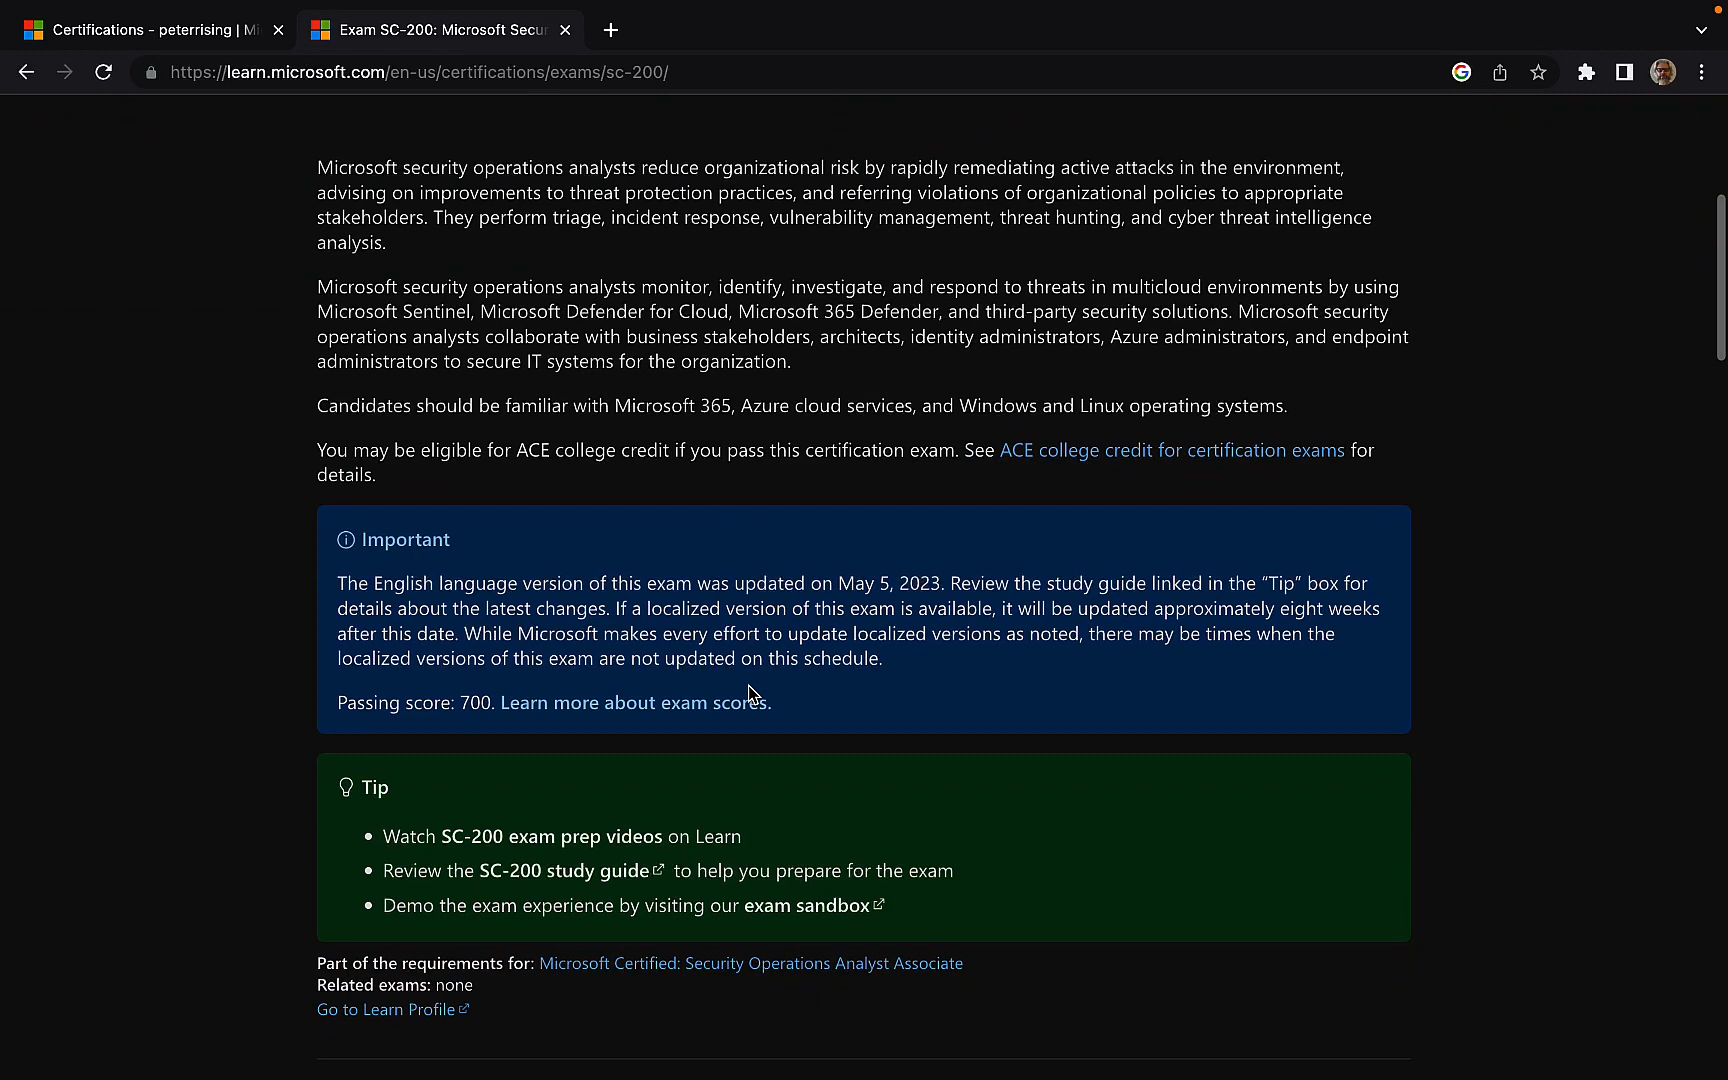 Certifications - peterrising | Mi
Exam SC-200: Microsoft Secu
https://learn.microsoft.com/en-us/certifications/exams/sc-200/
Microsoft security operations analysts reduce organizational risk by rapidly remediating active attacks in the environment,
advising on improvements to threat protection practices, and referring violations of organizational policies to appropriate
stakeholders. They perform triage, incident response, vulnerability management, threat hunting, and cyber threat intelligence
analysis.
Microsoft security operations analysts monitor, identify, investigate, and respond to threats in multicloud environments by using
Microsoft Sentinel, Microsoft Defender for Cloud, Microsoft 365 Defender, and third-party security solutions. Microsoft security
operations analysts collaborate with business stakeholders, architects, identity administrators, Azure administrators, and endpoint
administrators to secure IT systems for the organization.
Candidates should be familiar with Microsoft 365, Azure cloud services, and Windows and Linux operating systems.
You may be eligible for ACE college credit if you pass this certification exam. See ACE college credit for certification exams for
details.
Important
The English language version of this exam was updated on May 5, 2023. Review the study guide linked in the “Tip” box for
details about the latest changes. If a localized version of this exam is available, it will be updated approximately eight weeks
after this date. While Microsoft makes every effort to update localized versions as noted, there may be times when the
localized versions of this exam are not updated on this schedule.
Passing score: 700. Learn more about exam scores.
Tip
• Watch SC-200 exam prep videos on Learn
• Review the SC-200 study guide to help you prepare for the exam
• Demo the exam experience by visiting our exam sandbox
Part of the requirements for: Microsoft Certified: Security Operations Analyst Associate
Related exams: none
Go to Learn Profile